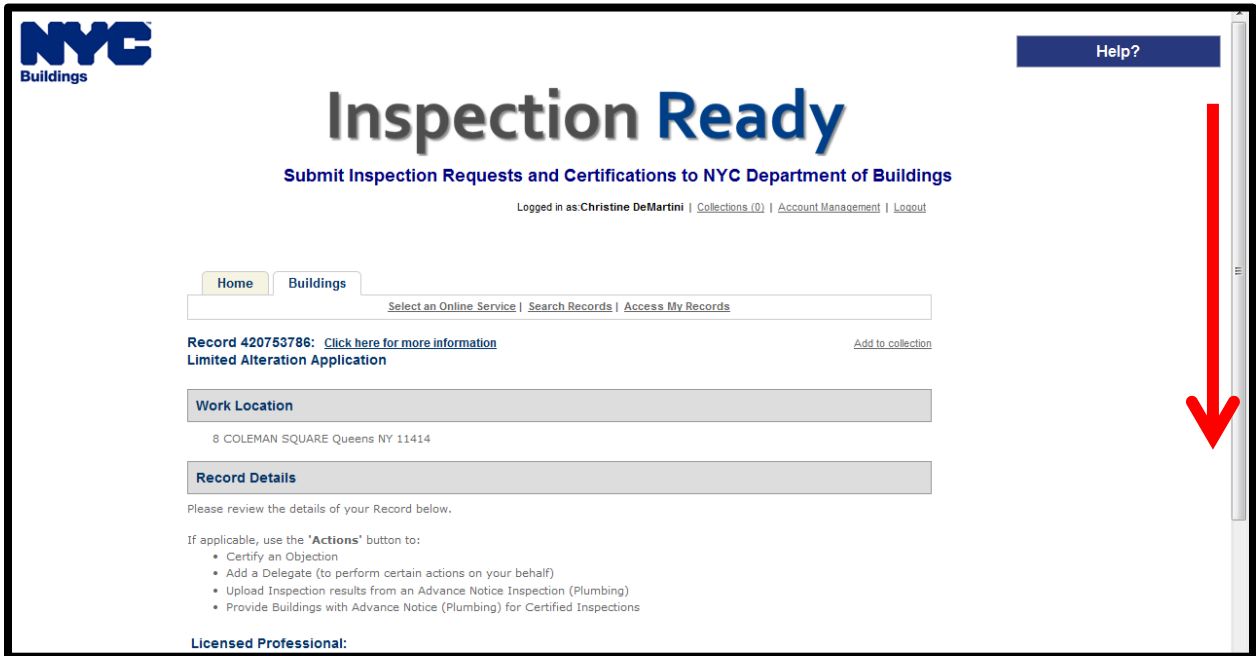 NYC
Buildings
Help?
Inspection Ready
Submit Inspection Requests and Certifications to NYC Department of Buildings
Logged in as:Christine DeMartini | Collections (0) | Account Management | Logout
Home Buildings
Select an Online Service | Search Records | Access My Records
Record 420753786: Click here for more information Add to collection
Limited Alteration Application
Work Location
8 COLEMAN SQUARE Queens NY 11414
Record Details
Please review the details of your Record below.
If applicable, use the 'Actions' button to:
• Certify an Objection
• Add a Delegate (to perform certain actions on your behalf)
• Upload Inspection results from an Advance Notice Inspection (Plumbing)
• Provide Buildings with Advance Notice (Plumbing) for Certified Inspections
Licensed Professional: